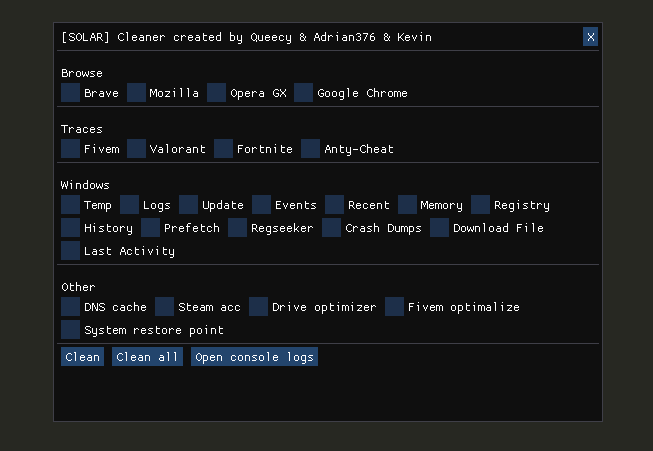 [SOLAR] Cleaner created by Queecy & Adrian376 & Kevin X
Browse
Brave Mozilla Opera GX Google Chrome
Traces
Fivem Valorant Fortnite Anty-Cheat
Windows
Temp Logs Update Events Recent Memory Registry
History Prefetch Regseeker Crash Dumps Download File
Last Activity
Other
DNS cache Steam acc Drive optimizer Fivem optimalize
System restore point
Clean Clean all Open console logs